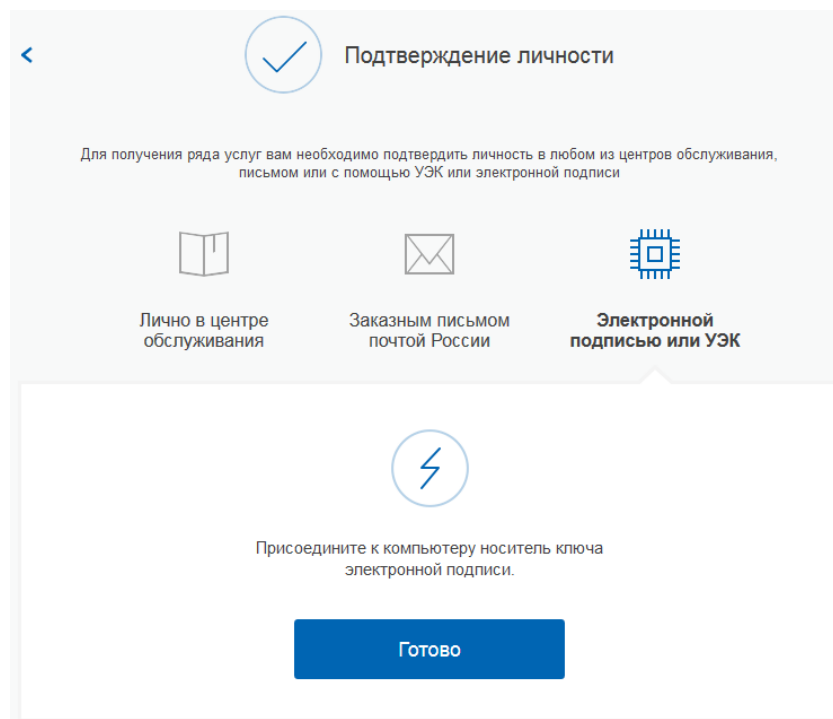 Подтверждение личности
Для получения ряда услуг вам необходимо подтвердить личность в любом из центров обслуживания,
письмом или с помощью УЭК или электронной подписи
Лично в центре
обслуживания
Заказным письмом
почтой России
Электронной
подписью или УЭК
Присоедините к компьютеру носитель ключа
электронной подписи.
Готово